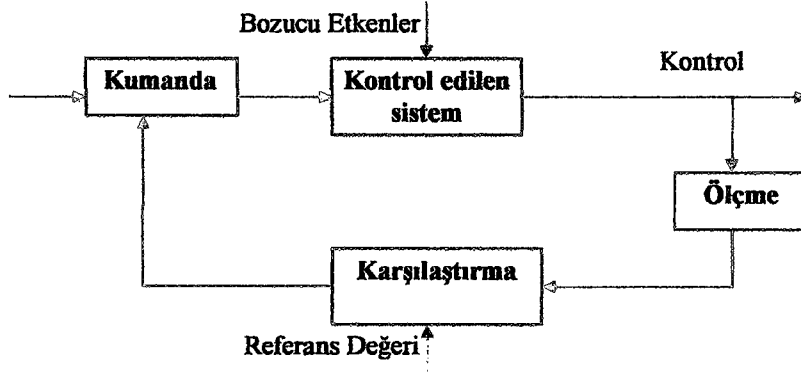 Bozucu Etkenler
Kumanda
Kontrol edilen
sistem
Kontrol
Ölçme
Karşılaştırma
Referans Değeri